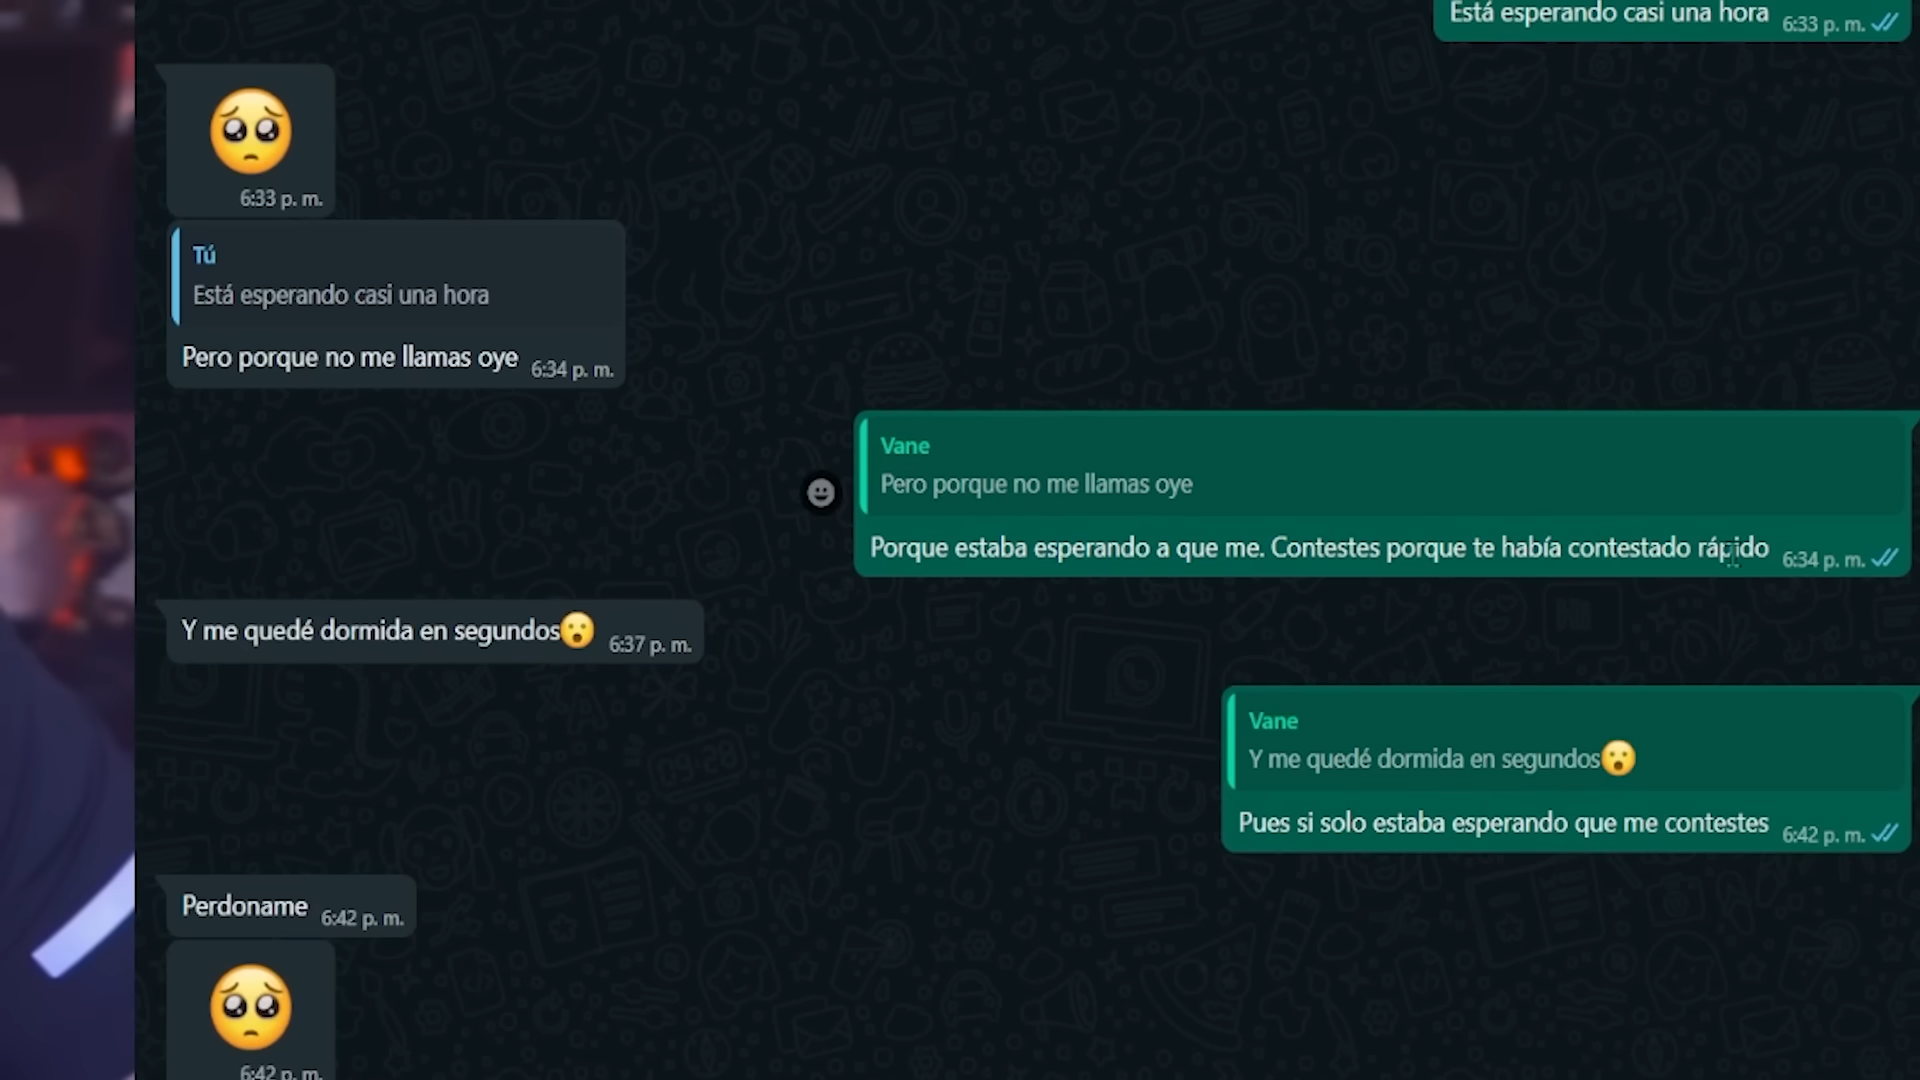 Está esperando casi una hora 6:33 p. m.
🥺
6:33 p. m.
Tú
Está esperando casi una hora
Pero porque no me llamas oye 6:34 p. m.
Vane
Pero porque no me llamas oye
Porque estaba esperando a que me. Contestes porque te había contestado rápido 6:34 p. m.
Y me quedé dormida en segundos😮 6:37 p. m.
Vane
Y me quedé dormida en segundos😮
Pues si solo estaba esperando que me contestes 6:42 p. m.
Perdoname 6:42 p. m.
🥺
6:42 p. m.